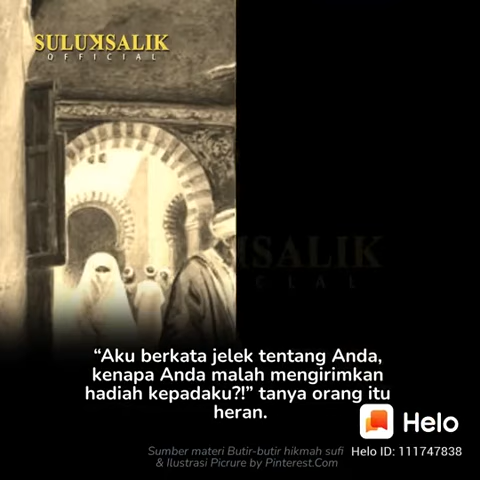 SULUKSALIK
OFFICIAL
SALIK
CIAL
“Aku berkata jelek tentang Anda,
kenapa Anda malah mengirimkan
hadiah kepadaku?!” tanya orang itu
heran.
Helo
Sumber materi Butir-butir hikmah sufi
Helo ID: 111747838
& Ilustrasi Picrure by Pinterest.Com